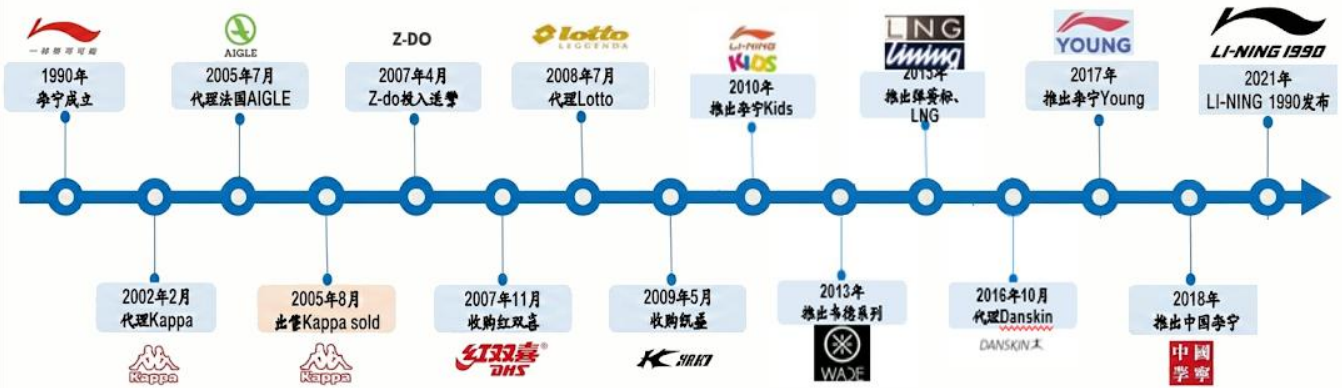 1990年
李宁成立
AIGLE
2005年7月
代理法国AIGLE
Z-DO
2007年4月
Z-do投入运营
lotto
LEGGENDA
2008年7月
代理Lotto
LI-NING
KIDS
2010年
推出李宁Kids
LNG
lining
推出弹簧标、
LNG
YOUNG
2017年
推出李宁Young
LI-NING 1990
2021年
LI-NING 1990发布
2002年2月
代理Kappa
Kappa
2005年8月
出售Kappa sold
Kappa
2007年11月
收购红双喜
红双喜®
DHS
2009年5月
收购凯胜
2013年
推出韦德系列
WADE
2016年10月
代理Danskin
DANSKIN
2018年
推出中国李宁
中國
李寧